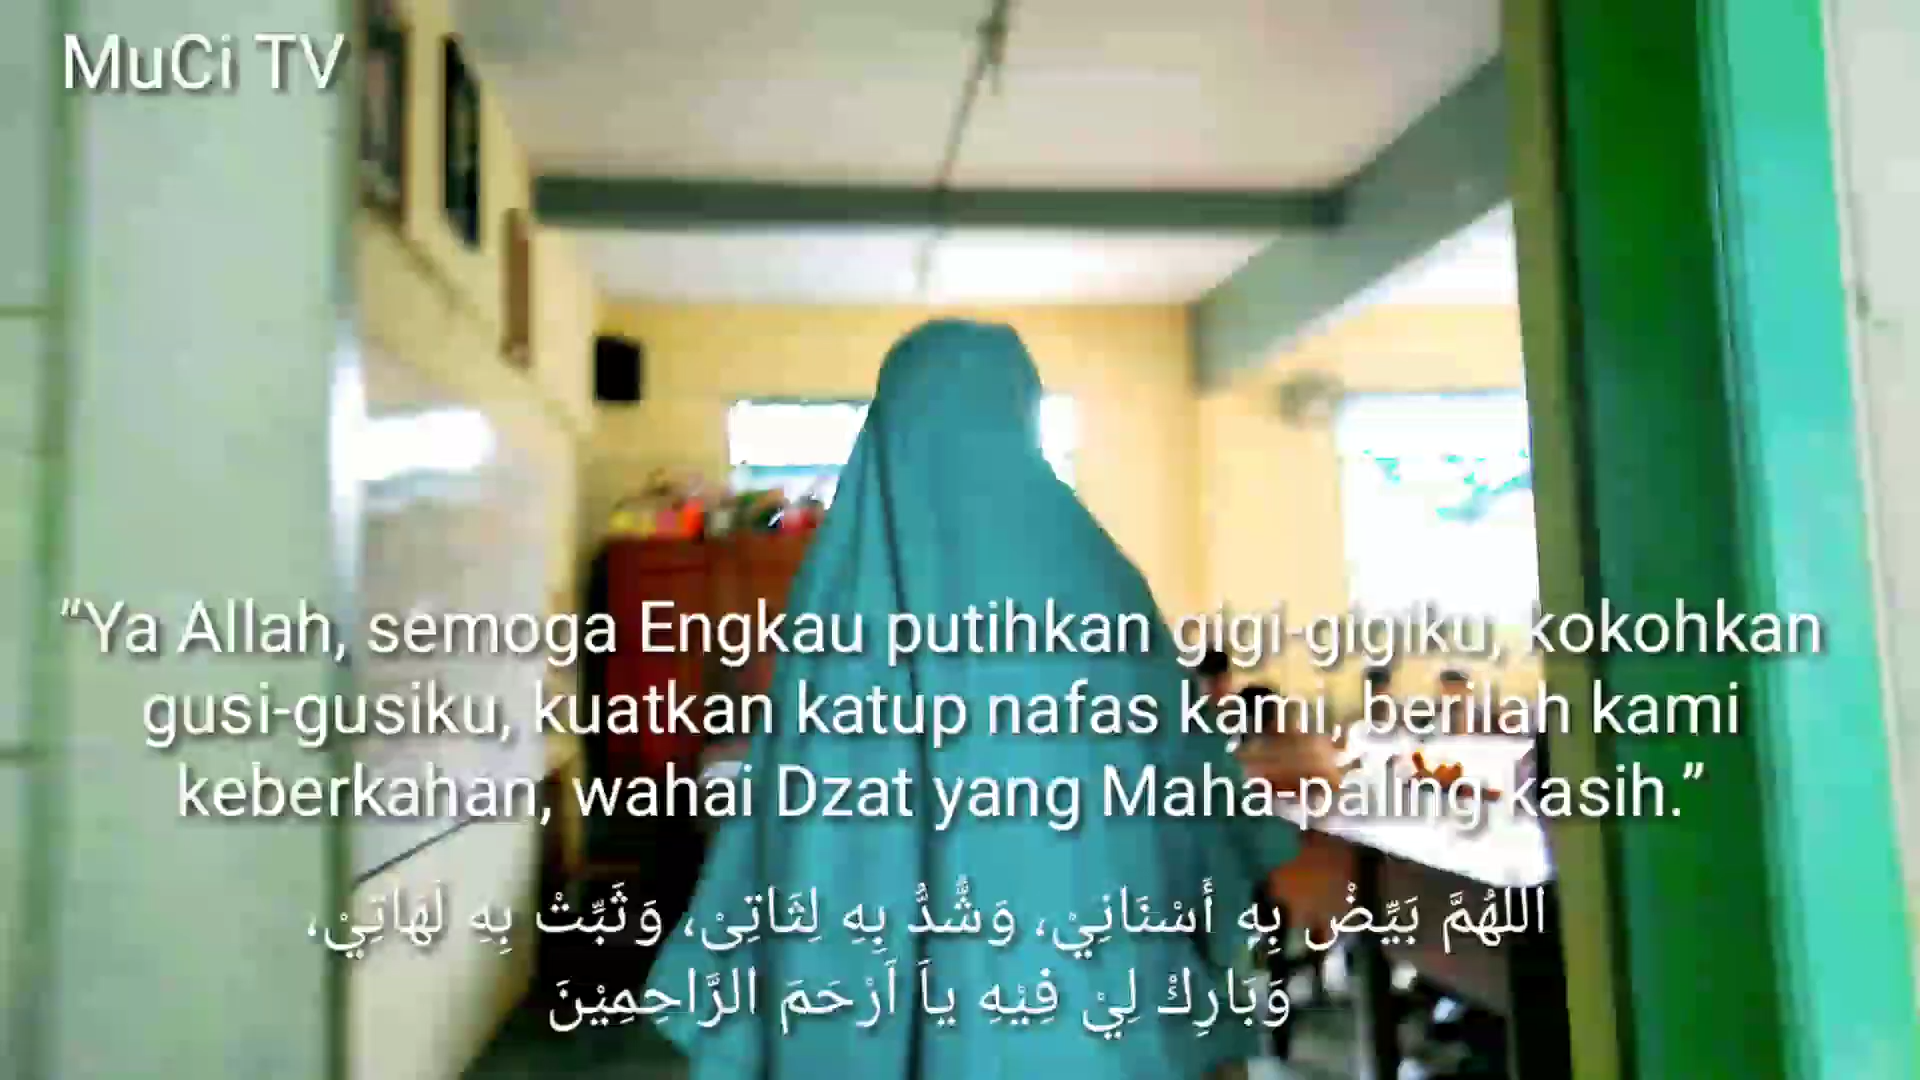 MuCi TV
“Ya Allah, semoga Engkau putihkan gigi-gigiku, kokohkan
gusi-gusiku, kuatkan katup nafas kami, berilah kami
keberkahan, wahai Dzat yang Maha-paling kasih.”
اَللهُمَّ بَيِّضْ بِهِ أَسْنَانِيْ، وَشُدَّ بِهِ لِثَاتِيْ، وَثَبِّتْ بِهِ لَهَاتِيْ،
وَبَارِكْ لِيْ فِيْهِ ياَ اَرْحَمَ الرَّاحِمِيْنَ